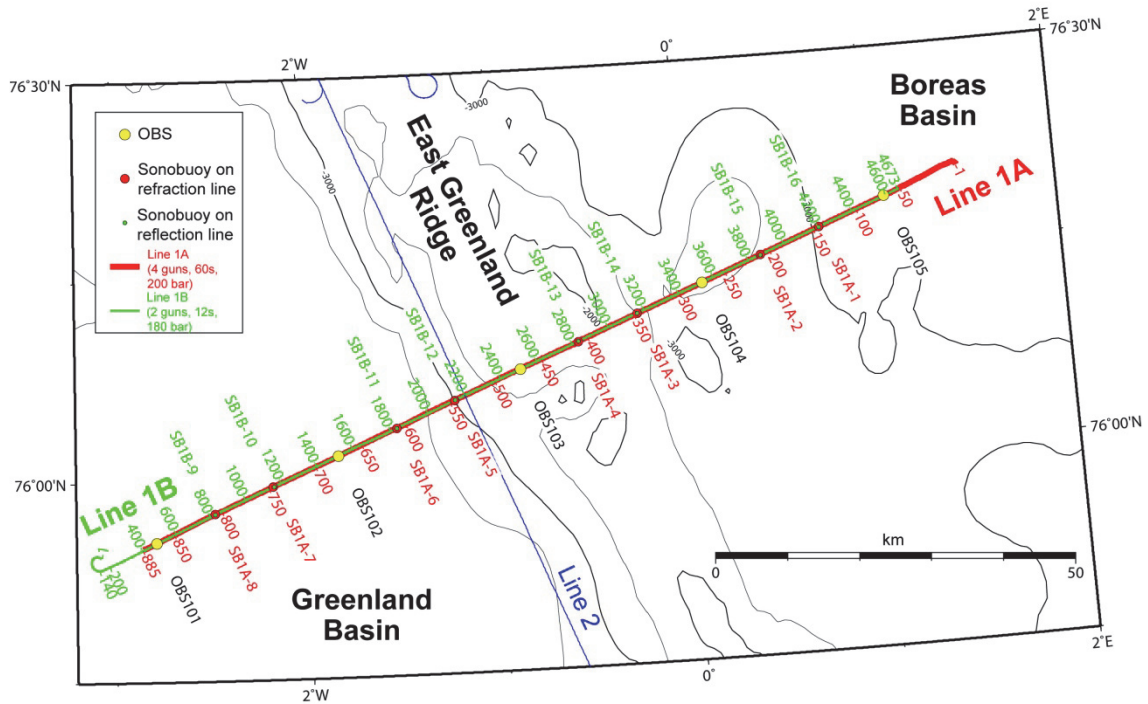 2°E
0°
76°30'N
2°W
76°30'N
Boreas
Basin
-3000
OBS
Sonobuoy on
refraction line
Sonobuoy on
reflection line
Line 1A
(4 guns, 60s,
200 bar)
Line 1B
(2 guns, 12s,
180 bar)
East Greenland
Ridge
-3000
SB1B-16
SB1B-15
SB1B-14
SB1B-13
SB1B-12
SB1B-11
SB1B-10
SB1B-9
4673
4600
4400
4200
4000
3800
3600
3400
3200
3000
2800
2600
2400
2200
2000
1800
1600
1400
1200
1000
800
600
400
200
140
1
50
100
150
200
250
300
350
400
450
500
550
600
650
700
750
800
850
885
Line 1A
Line 1B
-2000
-3000
OBS105
SB1A-1
SB1A-2
OBS104
SB1A-3
SB1A-4
OBS103
SB1A-5
SB1A-6
OBS102
SB1A-7
SB1A-8
OBS101
76°00'N
76°00'N
km
0
50
Line 2
Greenland
Basin
2°W
0°
2°E